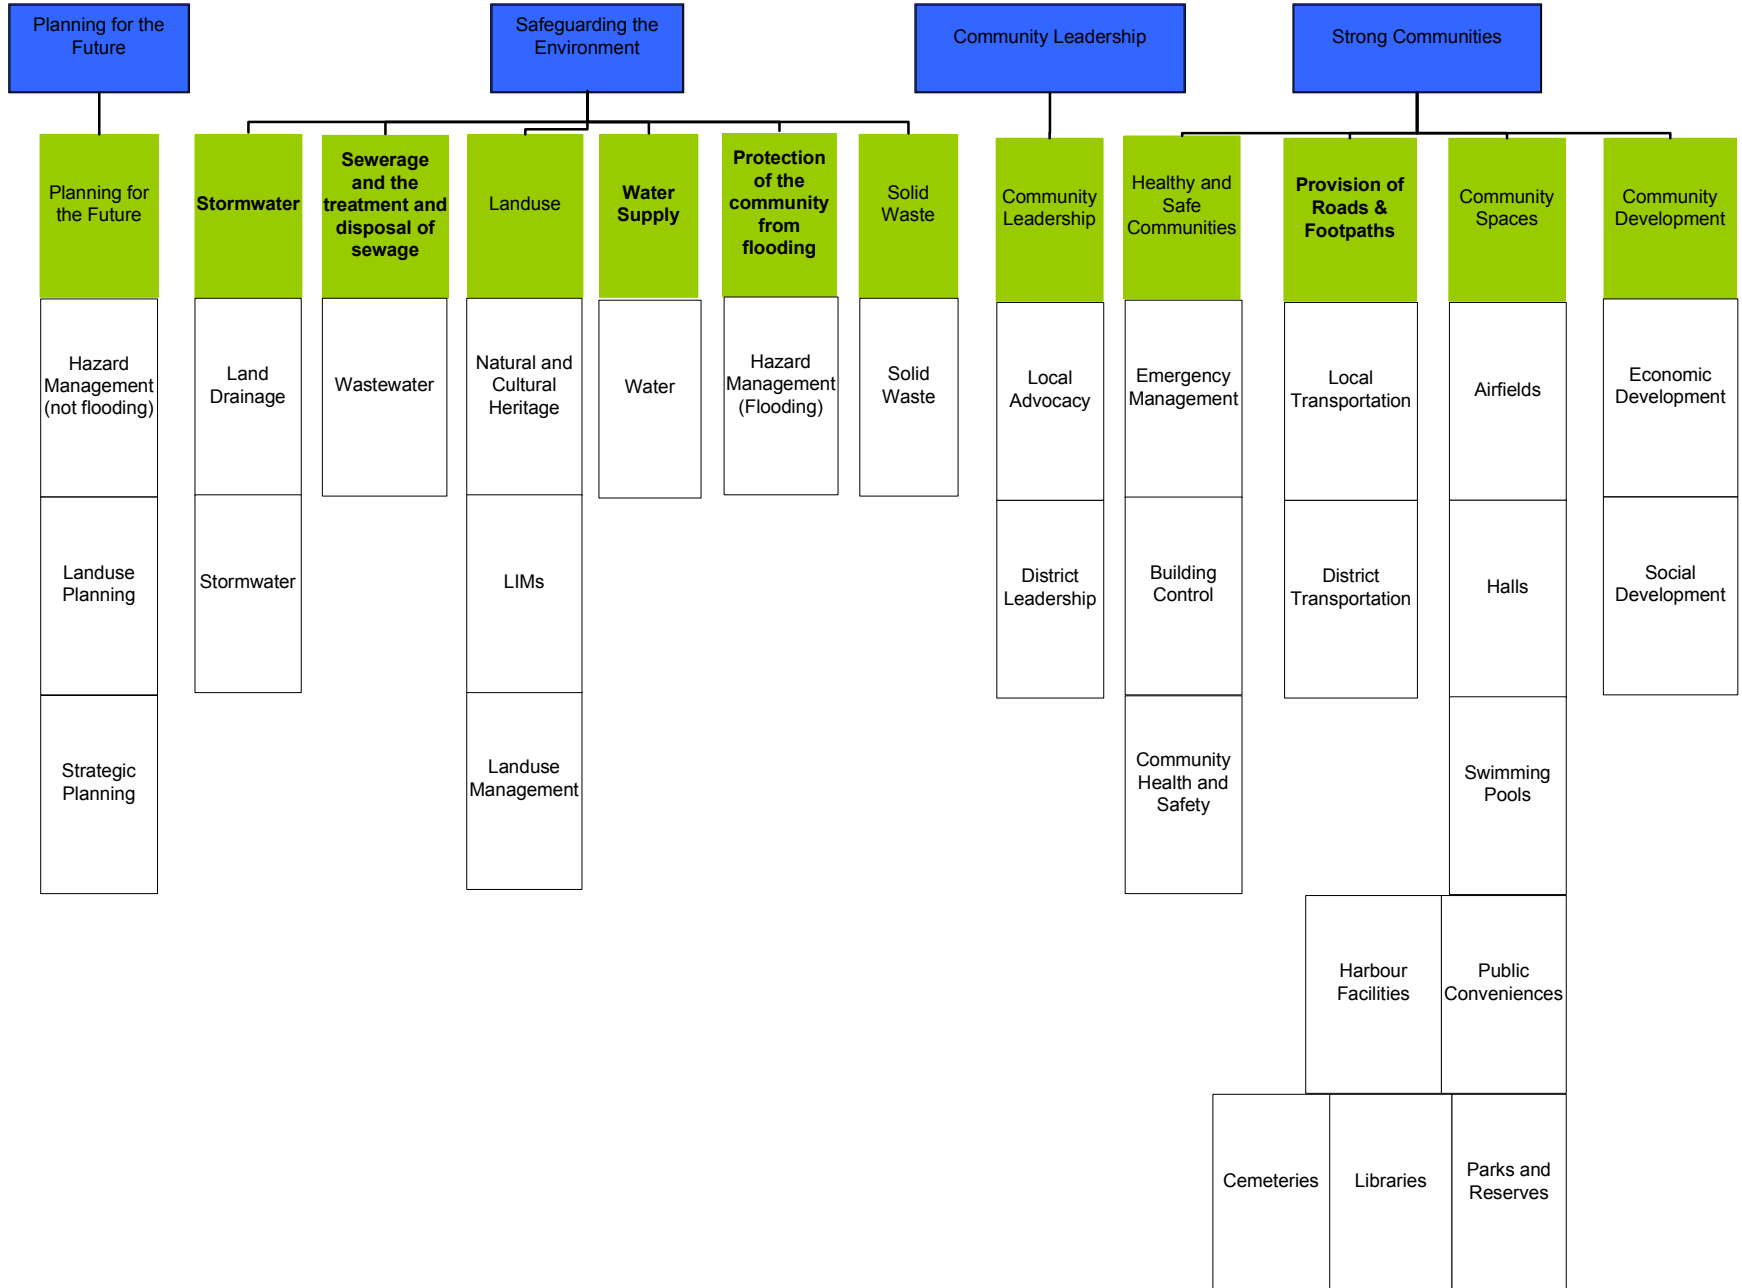 Planning for the
Future
Safeguarding the
Environment
Community Leadership
Strong Communities
Planning for
the Future
Stormwater
Sewerage
and the
treatment and
disposal of
sewage
Landuse
Water
Supply
Protection
of the
community
from
flooding
Solid
Waste
Community
Leadership
Healthy and
Safe
Communities
Provision of
Roads &
Footpaths
Community
Spaces
Community
Development
Hazard
Management
(not flooding)
Land
Drainage
Wastewater
Natural and
Cultural
Heritage
Water
Hazard
Management
(Flooding)
Solid
Waste
Local
Advocacy
Emergency
Management
Local
Transportation
Airfields
Economic
Development
Landuse
Planning
Stormwater
LIMs
District
Leadership
Building
Control
District
Transportation
Halls
Social
Development
Strategic
Planning
Landuse
Management
Community
Health and
Safety
Swimming
Pools
Harbour
Facilities
Public
Conveniences
Cemeteries
Libraries
Parks and
Reserves